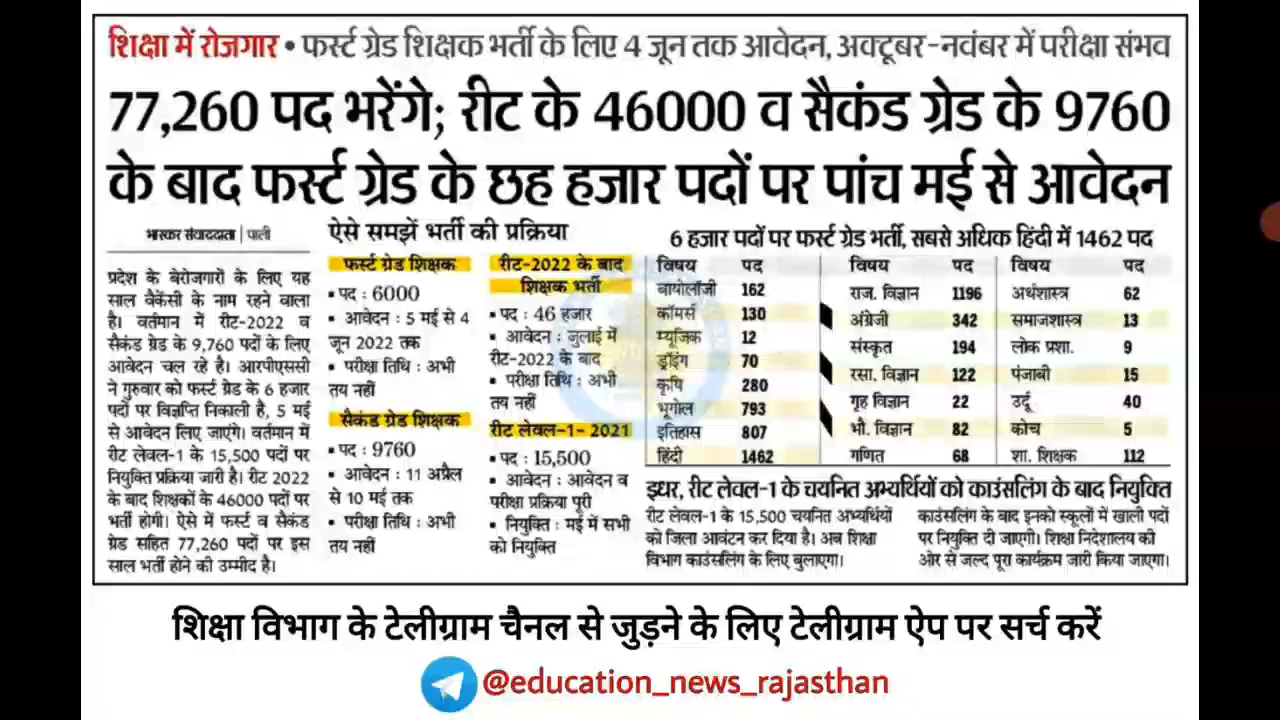 शिक्षा में रोजगार • फर्स्ट ग्रेड शिक्षक भर्ती के लिए 4 जून तक आवेदन, अक्टूबर-नवंबर में परीक्षा संभव
77,260 पद भरेंगे; रीट के 46000 व सैकंड ग्रेड के 9760
के बाद फर्स्ट ग्रेड के छह हजार पदों पर पांच मई से आवेदन
भास्कर संवाददाता | पाली
प्रदेश के बेरोजगारों के लिए यह
साल वैकेंसी के नाम रहने वाला
है। वर्तमान में रीट-2022 व
सैकंड ग्रेड के 9,760 पदों के लिए
आवेदन चल रहे है। आरपीएससी
ने गुरुवार को फर्स्ट ग्रेड के 6 हजार
पदों पर विज्ञप्ति निकाली है, 5 मई
से आवेदन लिए जाएंगे। वर्तमान में
रीट लेवल-1 के 15,500 पदों पर
नियुक्ति प्रक्रिया जारी है। रीट 2022
के बाद शिक्षकों के 46000 पदों पर
भर्ती होगी। ऐसे में फर्स्ट व सैकंड
ग्रेड सहित 77,260 पदों पर इस
साल भर्ती होने की उम्मीद है।
ऐसे समझें भर्ती की प्रक्रिया
फर्स्ट ग्रेड शिक्षक
• पद : 6000
• आवेदन : 5 मई से 4
जून 2022 तक
• परीक्षा तिथि : अभी
तय नहीं
सैकंड ग्रेड शिक्षक
• पद : 9760
• आवेदन : 11 अप्रैल
से 10 मई तक
• परीक्षा तिथि : अभी
तय नहीं
रीट-2022 के बाद
शिक्षक भर्ती
• पद : 46 हजार
• आवेदन : जुलाई में
रीट-2022 के बाद
• परीक्षा तिथि : अभी
तय नहीं
रीट लेवल-1- 2021
• पद : 15,500
• आवेदन : आवेदन व
परीक्षा प्रक्रिया पूरी
• नियुक्ति : मई में सभी
को नियुक्त
6 हजार पदों पर फर्स्ट ग्रेड भर्ती, सबसे अधिक हिंदी में 1462 पद
विषय पद
बायोलॉजी 162
कॉमर्स 130
म्यूजिक 12
ड्रॉइंग 70
कृषि 280
भूगोल 793
इतिहास 807
हिंदी 1462
विषय पद
राज. विज्ञान 1196
अंग्रेजी 342
संस्कृत 194
रसा. विज्ञान 122
गृह विज्ञान 22
भौ. विज्ञान 82
गणित 68
विषय पद
अर्थशास्त्र 62
समाजशास्त्र 13
लोक प्रशा. 9
पंजाबी 15
उर्दू 40
कोच 5
शा. शिक्षक 112
इधर, रीट लेवल-1 के चयनित अभ्यर्थियों को काउंसलिंग के बाद नियुक्ति
रीट लेवल-1 के 15,500 चयनित अभ्यर्थियों
को जिला आवंटन कर दिया है। अब शिक्षा
विभाग काउंसलिंग के लिए बुलाएगा।
काउंसलिंग के बाद इनको स्कूलों में खाली पदों
पर नियुक्ति दी जाएगी। शिक्षा निदेशालय की
ओर से जल्द पूरा कार्यक्रम जारी किया जाएगा।
शिक्षा विभाग के टेलीग्राम चैनल से जुड़ने के लिए टेलीग्राम ऐप पर सर्च करें
@education_news_rajasthan